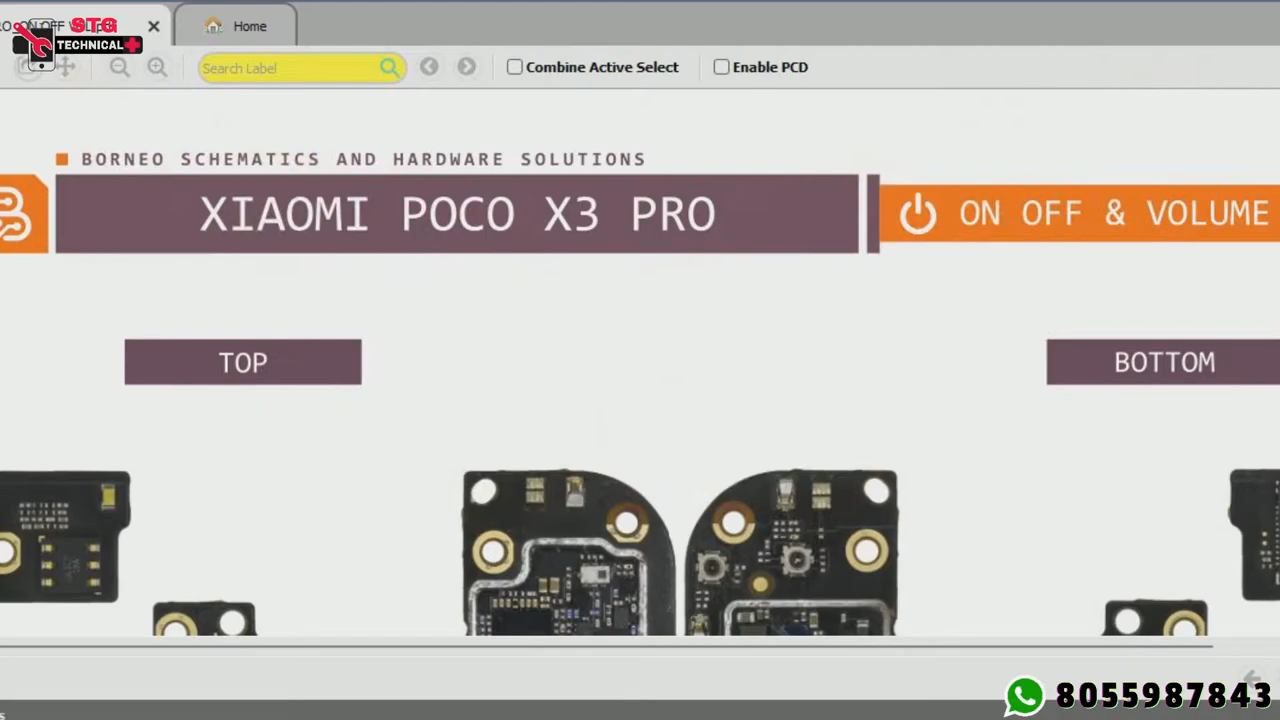 STG
TECHNICAL
Home
Search Label
Combine Active Select
Enable PCD
BORNEO SCHEMATICS AND HARDWARE SOLUTIONS
XIAOMI POCO X3 PRO
ON OFF & VOLUME
TOP
BOTTOM
8055987843